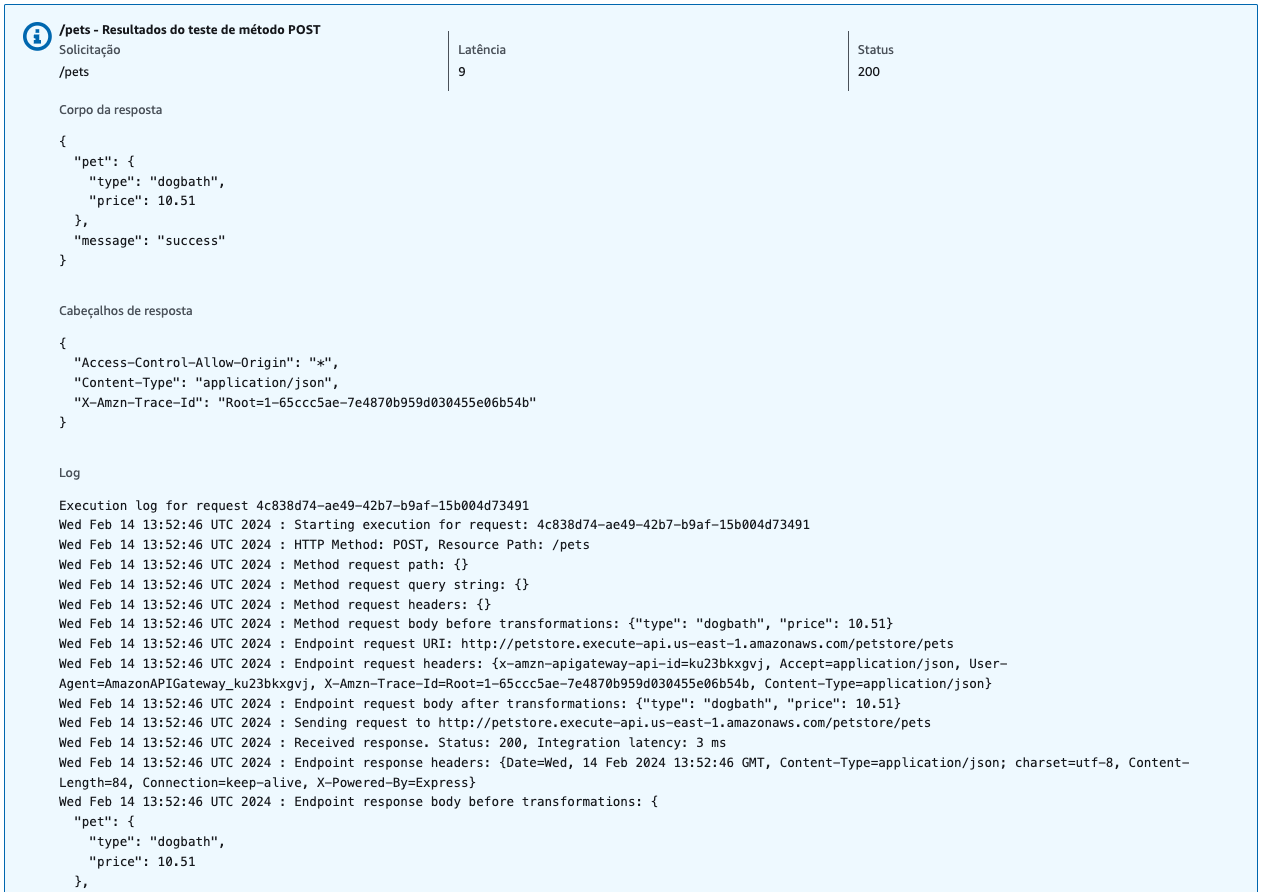 /pets - Resultados do teste de método POST
Solicitação
/pets
Latência
9
Status
200
Corpo da resposta
{
  "pet": {
    "type": "dogbath",
    "price": 10.51
  },
  "message": "success"
}
Cabeçalhos de resposta
{
  "Access-Control-Allow-Origin": "*",
  "Content-Type": "application/json",
  "X-Amzn-Trace-Id": "Root=1-65ccc5ae-7e4870b959d030455e06b54b"
}
Log
Execution log for request 4c838d74-ae49-42b7-b9af-15b004d73491
Wed Feb 14 13:52:46 UTC 2024 : Starting execution for request: 4c838d74-ae49-42b7-b9af-15b004d73491
Wed Feb 14 13:52:46 UTC 2024 : HTTP Method: POST, Resource Path: /pets
Wed Feb 14 13:52:46 UTC 2024 : Method request path: {}
Wed Feb 14 13:52:46 UTC 2024 : Method request query string: {}
Wed Feb 14 13:52:46 UTC 2024 : Method request headers: {}
Wed Feb 14 13:52:46 UTC 2024 : Method request body before transformations: {"type": "dogbath", "price": 10.51}
Wed Feb 14 13:52:46 UTC 2024 : Endpoint request URI: http://petstore.execute-api.us-east-1.amazonaws.com/petstore/pets
Wed Feb 14 13:52:46 UTC 2024 : Endpoint request headers: {x-amzn-apigateway-api-id=ku23bkxgvj, Accept=application/json, User-
Agent=AmazonAPIGateway_ku23bkxgvj, X-Amzn-Trace-Id=Root=1-65ccc5ae-7e4870b959d030455e06b54b, Content-Type=application/json}
Wed Feb 14 13:52:46 UTC 2024 : Endpoint request body after transformations: {"type": "dogbath", "price": 10.51}
Wed Feb 14 13:52:46 UTC 2024 : Sending request to http://petstore.execute-api.us-east-1.amazonaws.com/petstore/pets
Wed Feb 14 13:52:46 UTC 2024 : Received response. Status: 200, Integration latency: 3 ms
Wed Feb 14 13:52:46 UTC 2024 : Endpoint response headers: {Date=Wed, 14 Feb 2024 13:52:46 GMT, Content-Type=application/json; charset=utf-8, Content-
Length=84, Connection=keep-alive, X-Powered-By=Express}
Wed Feb 14 13:52:46 UTC 2024 : Endpoint response body before transformations: {
  "pet": {
    "type": "dogbath",
    "price": 10.51
  },